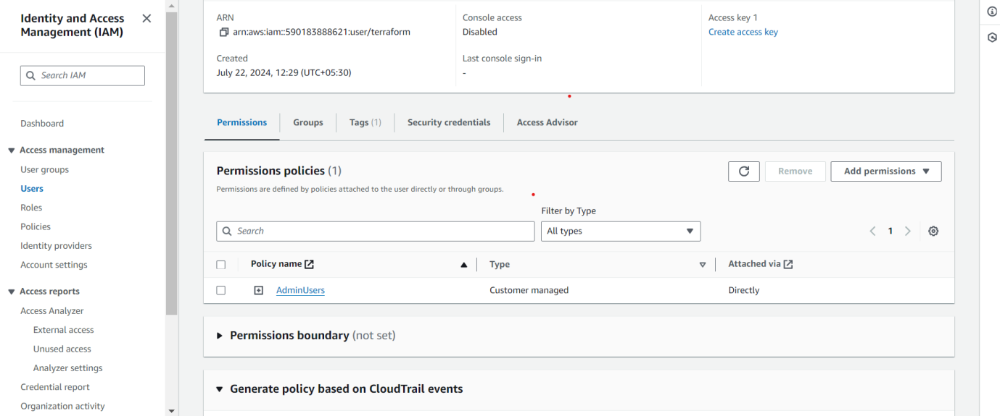 Identity and Access
Management (IAM)
Search IAM
Dashboard
Access management
User groups
Users
Roles
Policies
Identity providers
Account settings
Access reports
Access Analyzer
External access
Unused access
Analyzer settings
Credential report
Organization activity
ARN
arn:aws:iam::590183888621:user/terraform
Created
July 22, 2024, 12:29 (UTC+05:30)
Console access
Disabled
Last console sign-in
-
Access key 1
Create access key
Permissions
Groups
Tags (1)
Security credentials
Access Advisor
Permissions policies (1)
Permissions are defined by policies attached to the user directly or through groups.
Remove
Add permissions
Filter by Type
Search
All types
1
Policy name
Type
Attached via
AdminUsers
Customer managed
Directly
Permissions boundary (not set)
Generate policy based on CloudTrail events